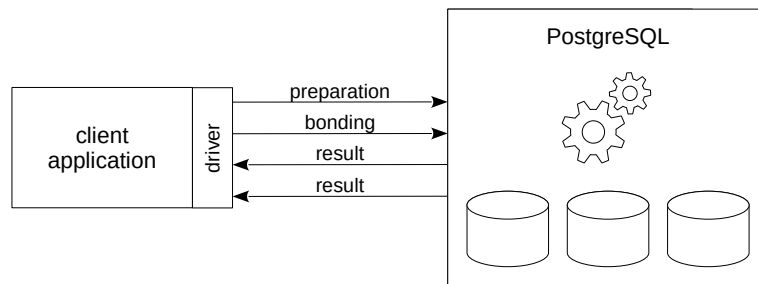 PostgreSQL
preparation
bonding
client
application
driver
result
result